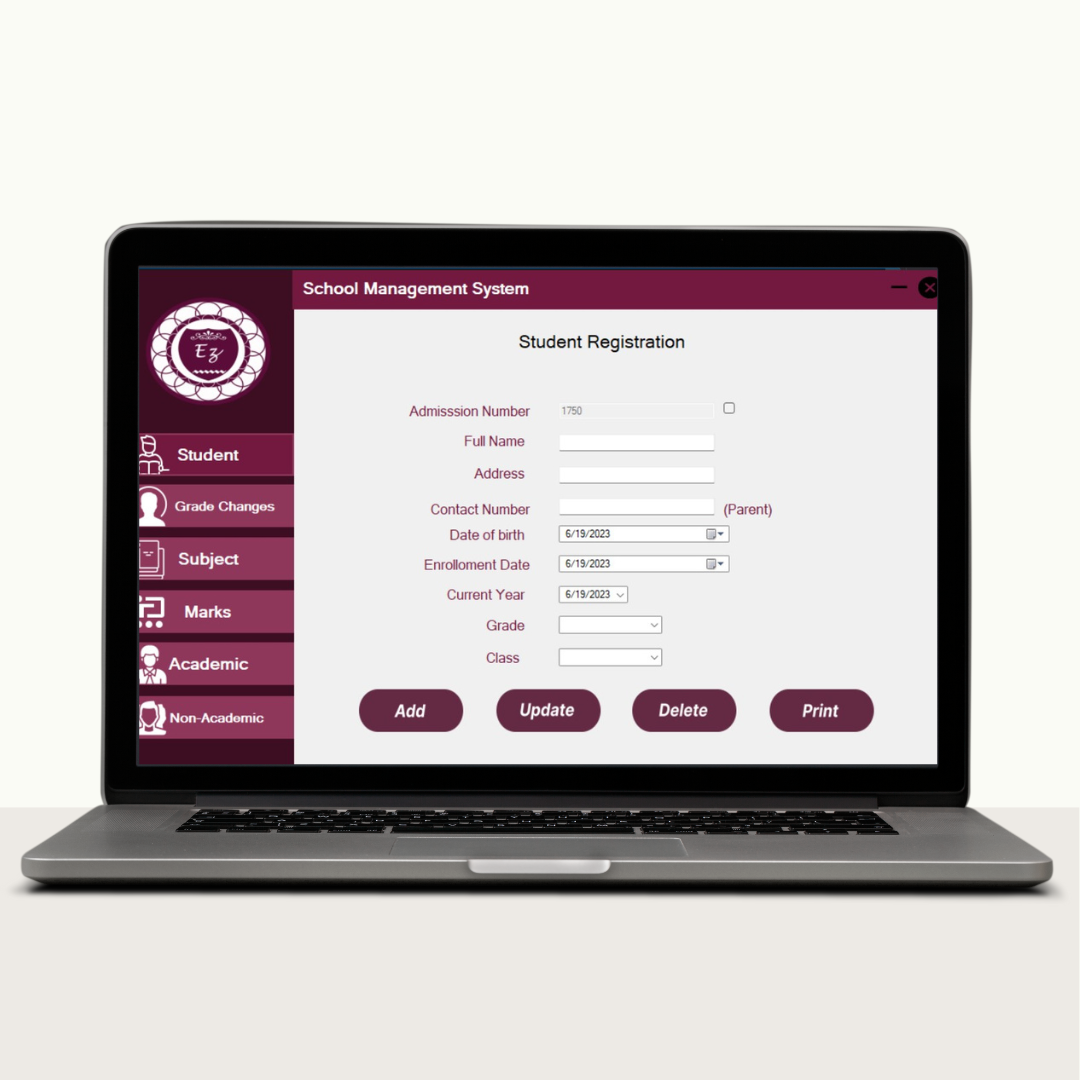 School Management System
Ez
Student Registration
Admisssion Number 1750
Full Name
Address
Contact Number (Parent)
Date of birth 6/19/2023
Enrolloment Date 6/19/2023
Current Year 6/19/2023
Grade
Class
Add Update Delete Print
Student
Grade Changes
Subject
Marks
Academic
Non-Academic